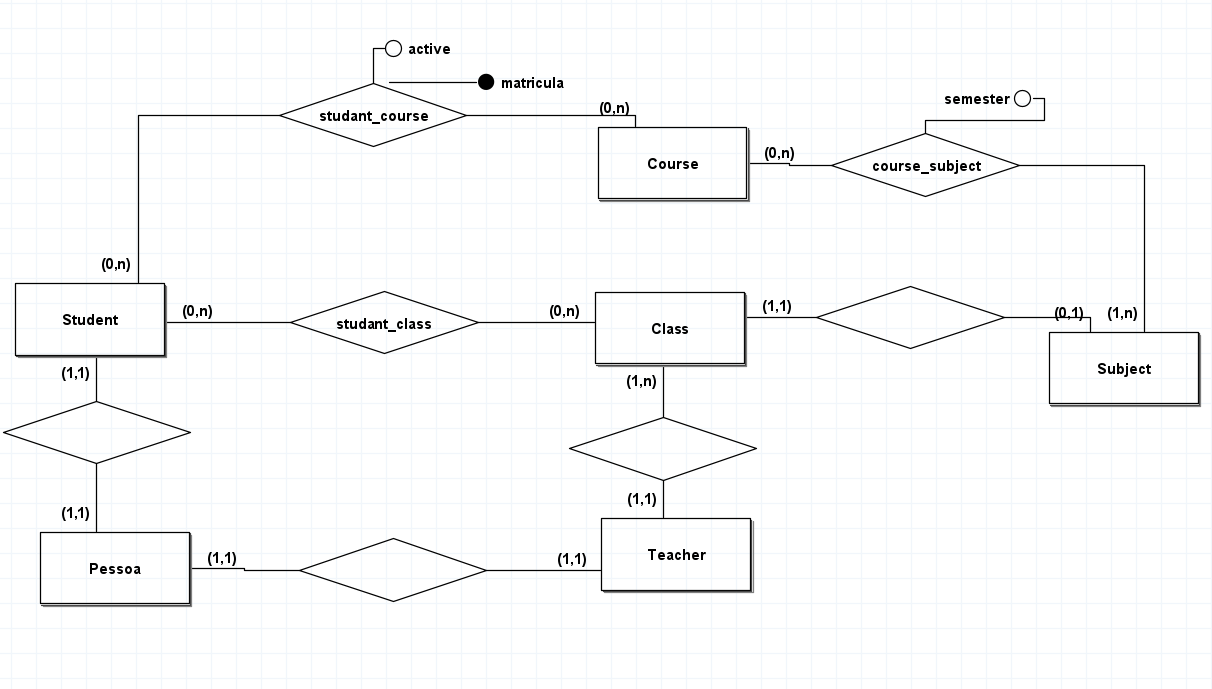 active
matricula
studant_course
(0,n)
semester
Course
(0,n)
course_subject
(0,n)
Student
(0,n)
studant_class
(0,n)
Class
(1,1)
(0,1)
(1,n)
Subject
(1,1)
(1,n)
(1,1)
(1,1)
Pessoa
(1,1)
(1,1)
Teacher